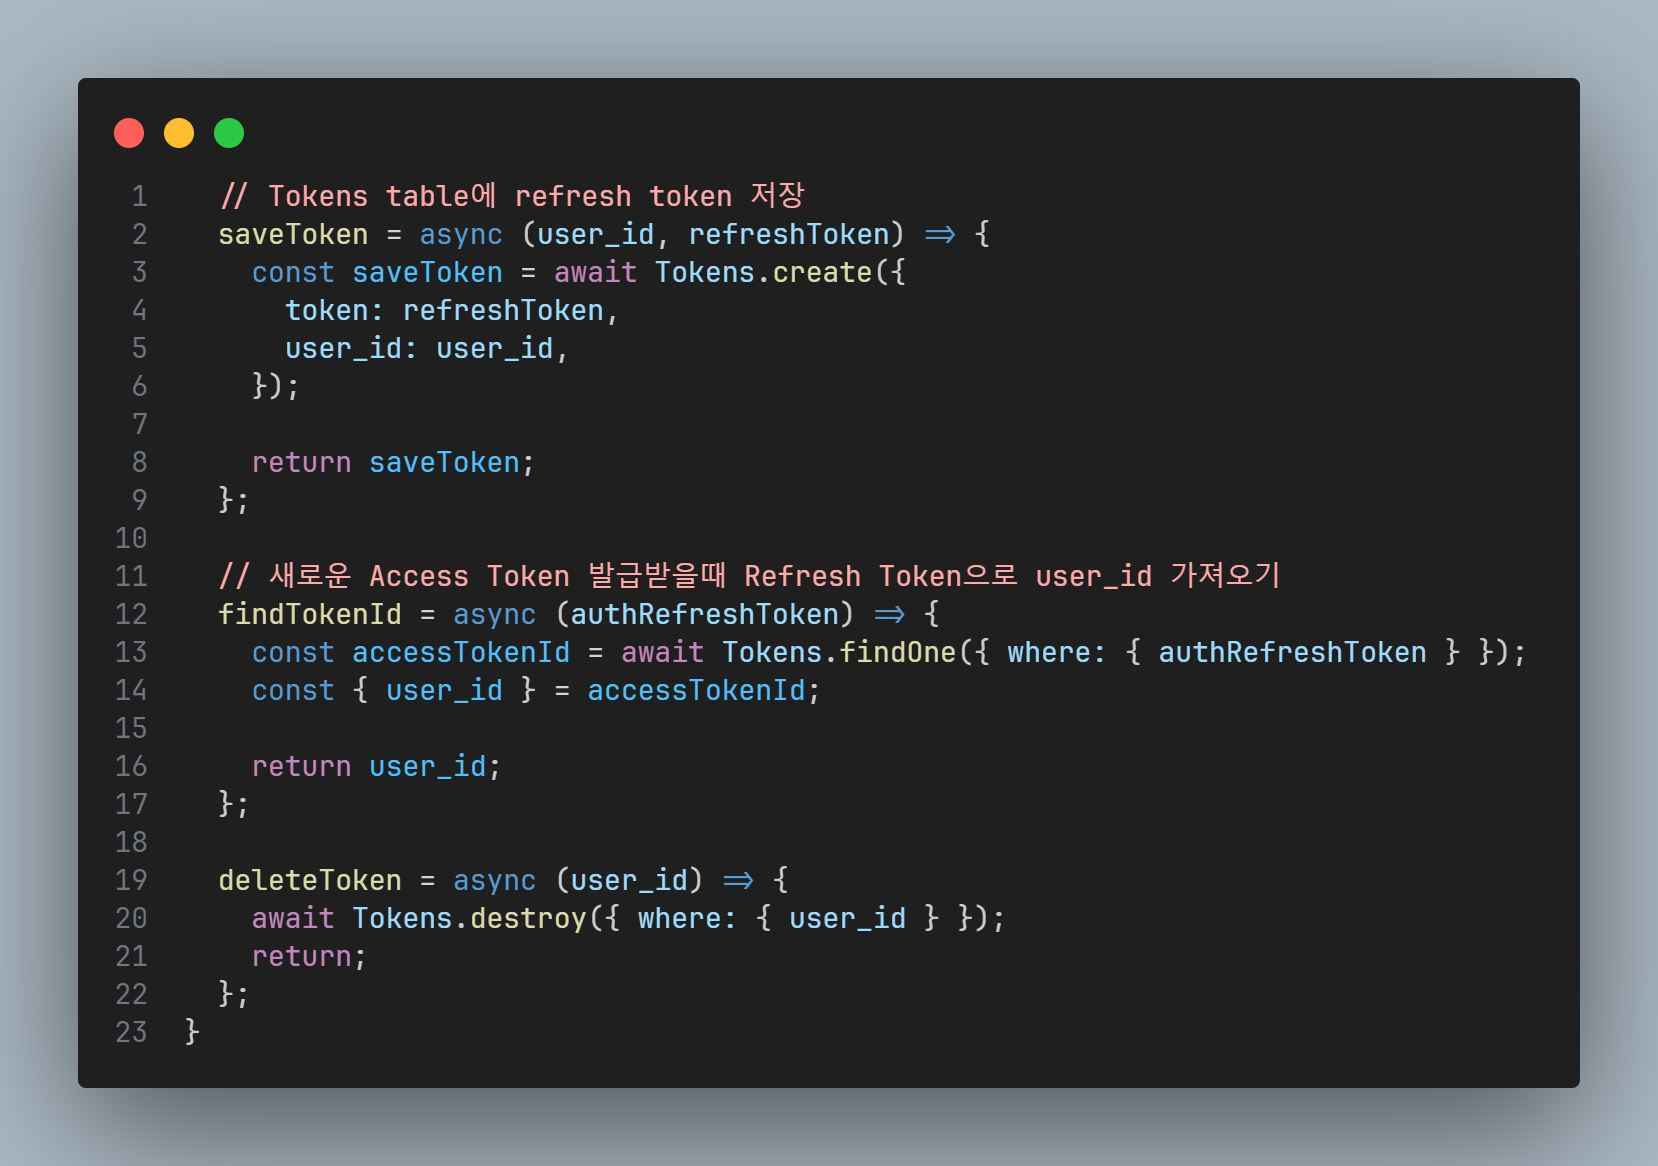 1 // Tokens table에 refresh token 저장
2 saveToken = async (user_id, refreshToken) => {
3 const saveToken = await Tokens.create({
4 token: refreshToken,
5 user_id: user_id,
6 });
7
8 return saveToken;
9 };
10
11 // 새로운 Access Token 발급받을때 Refresh Token으로 user_id 가져오기
12 findTokenId = async (authRefreshToken) => {
13 const accessTokenId = await Tokens.findOne({ where: { authRefreshToken } });
14 const { user_id } = accessTokenId;
15
16 return user_id;
17 };
18
19 deleteToken = async (user_id) => {
20 await Tokens.destroy({ where: { user_id } });
21 return;
22 };
23 }